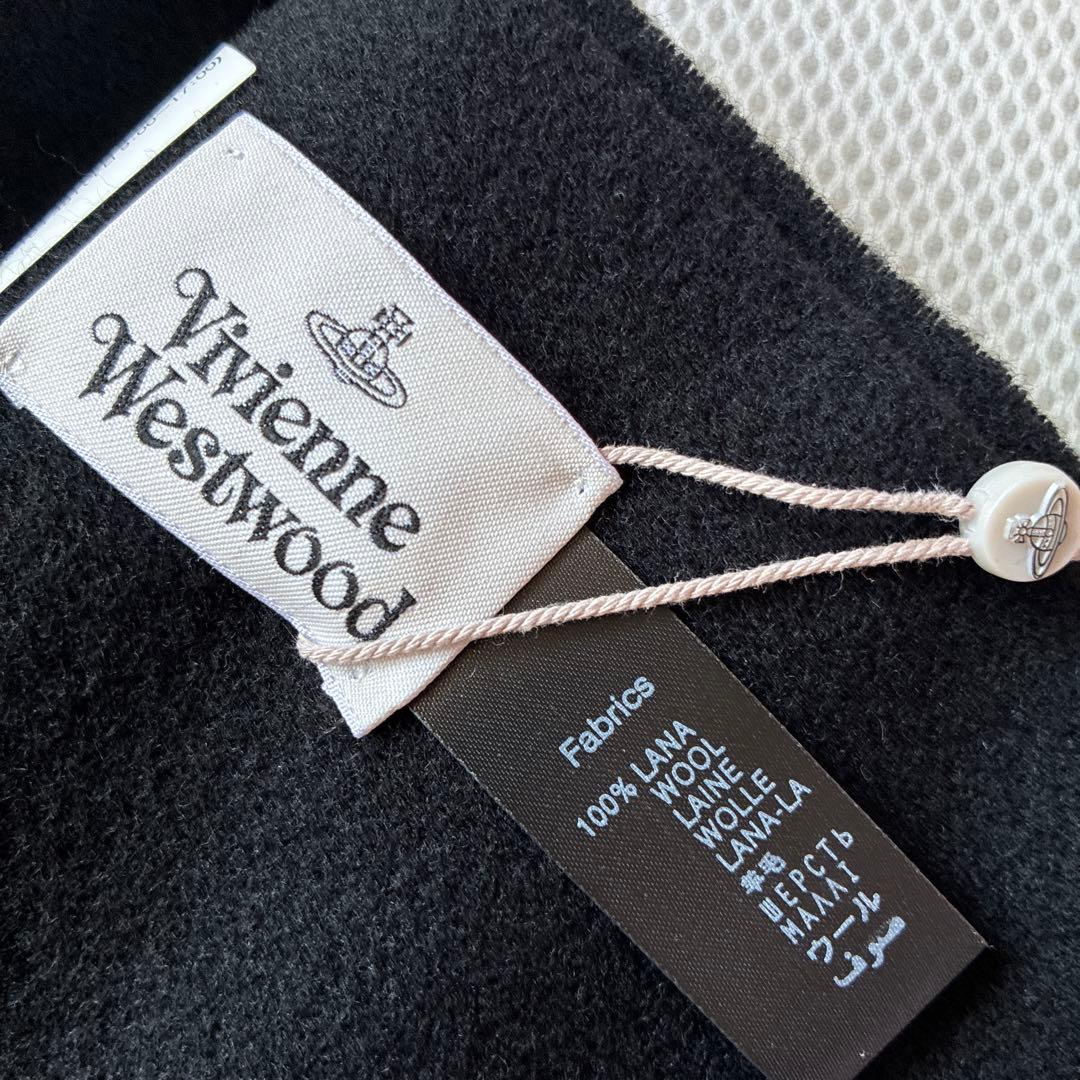 Vivienne
Westwood
Fabrics
100% LANA
WOOL
LAINE
WOLLE
LANA-LA
羊毛
ШЕРСТЬ
ΜΑΛΛΙ
ウール
صوف